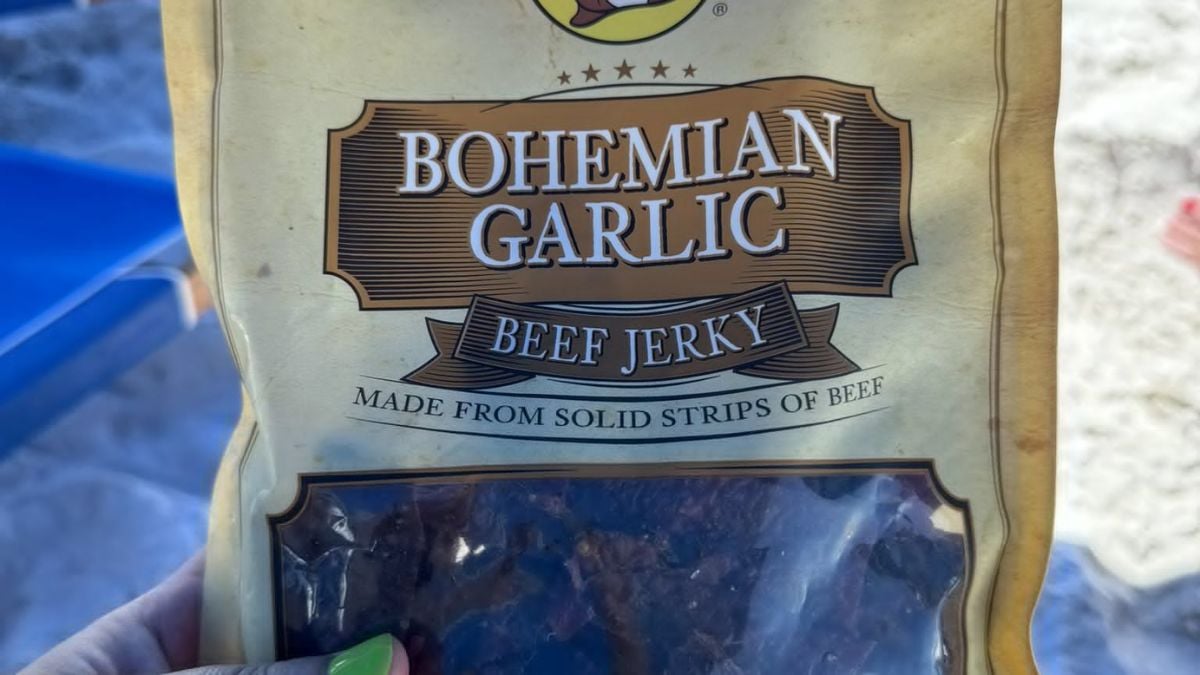 ®
BOHEMIAN
GARLIC
BEEF JERKY
MADE FROM SOLID STRIPS OF BEEF